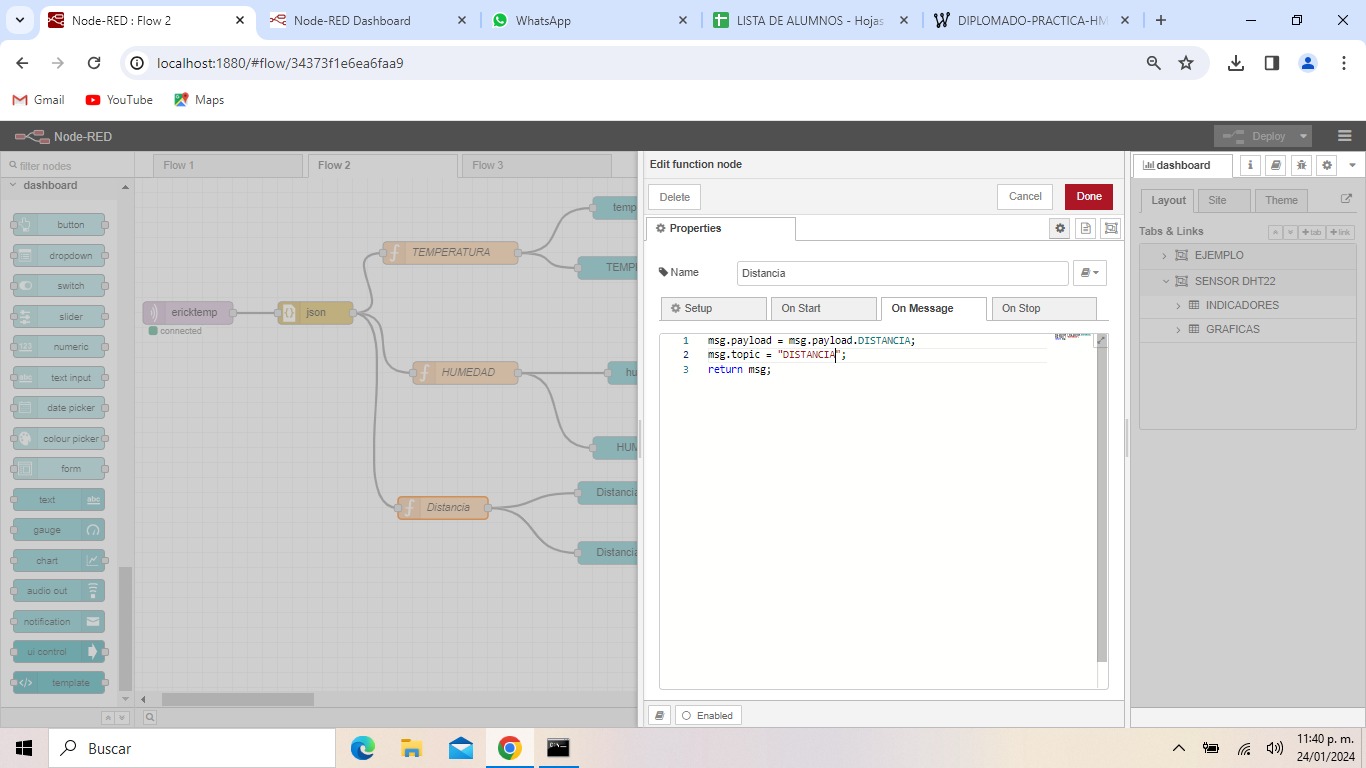 Node-RED : Flow 2
Node-RED Dashboard
WhatsApp
LISTA DE ALUMNOS - Hojas
DIPLOMADO-PRACTICA-HM
localhost:1880/#flow/34373f1e6ea6faa9
Gmail
YouTube
Maps
Node-RED
Deploy
filter nodes
Flow 1
Flow 2
Flow 3
dashboard
button
dropdown
switch
slider
numeric
text input
date picker
colour picker
form
text
abc
gauge
chart
audio out
notification
ui control
template
ericktemp
connected
json
TEMPERATURA
temp
TEMPE
HUMEDAD
hu
HUM
Distancia
Distancia
Distancia
Edit function node
Delete
Cancel
Done
Properties
Name
Distancia
Setup
On Start
On Message
On Stop
1 msg.payload = msg.payload.DISTANCIA;
2 msg.topic = "DISTANCIA";
3 return msg;
Enabled
dashboard
Layout
Site
Theme
Tabs & Links
+tab
+link
EJEMPLO
SENSOR DHT22
INDICADORES
GRAFICAS
Buscar
11:40 p. m.
24/01/2024